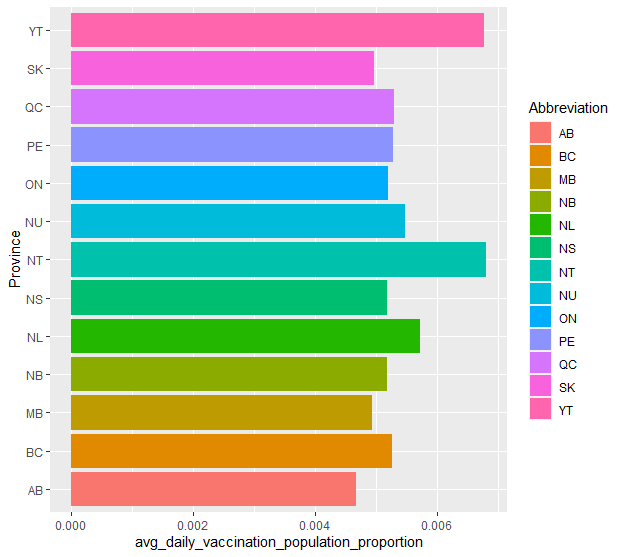 YT
SK
QC
PE
ON
NU
NT
NS
NL
NB
MB
BC
AB
Province
0.000 0.002 0.004 0.006
avg_daily_vaccination_population_proportion
Abbreviation
AB
BC
MB
NB
NL
NS
NT
NU
ON
PE
QC
SK
YT